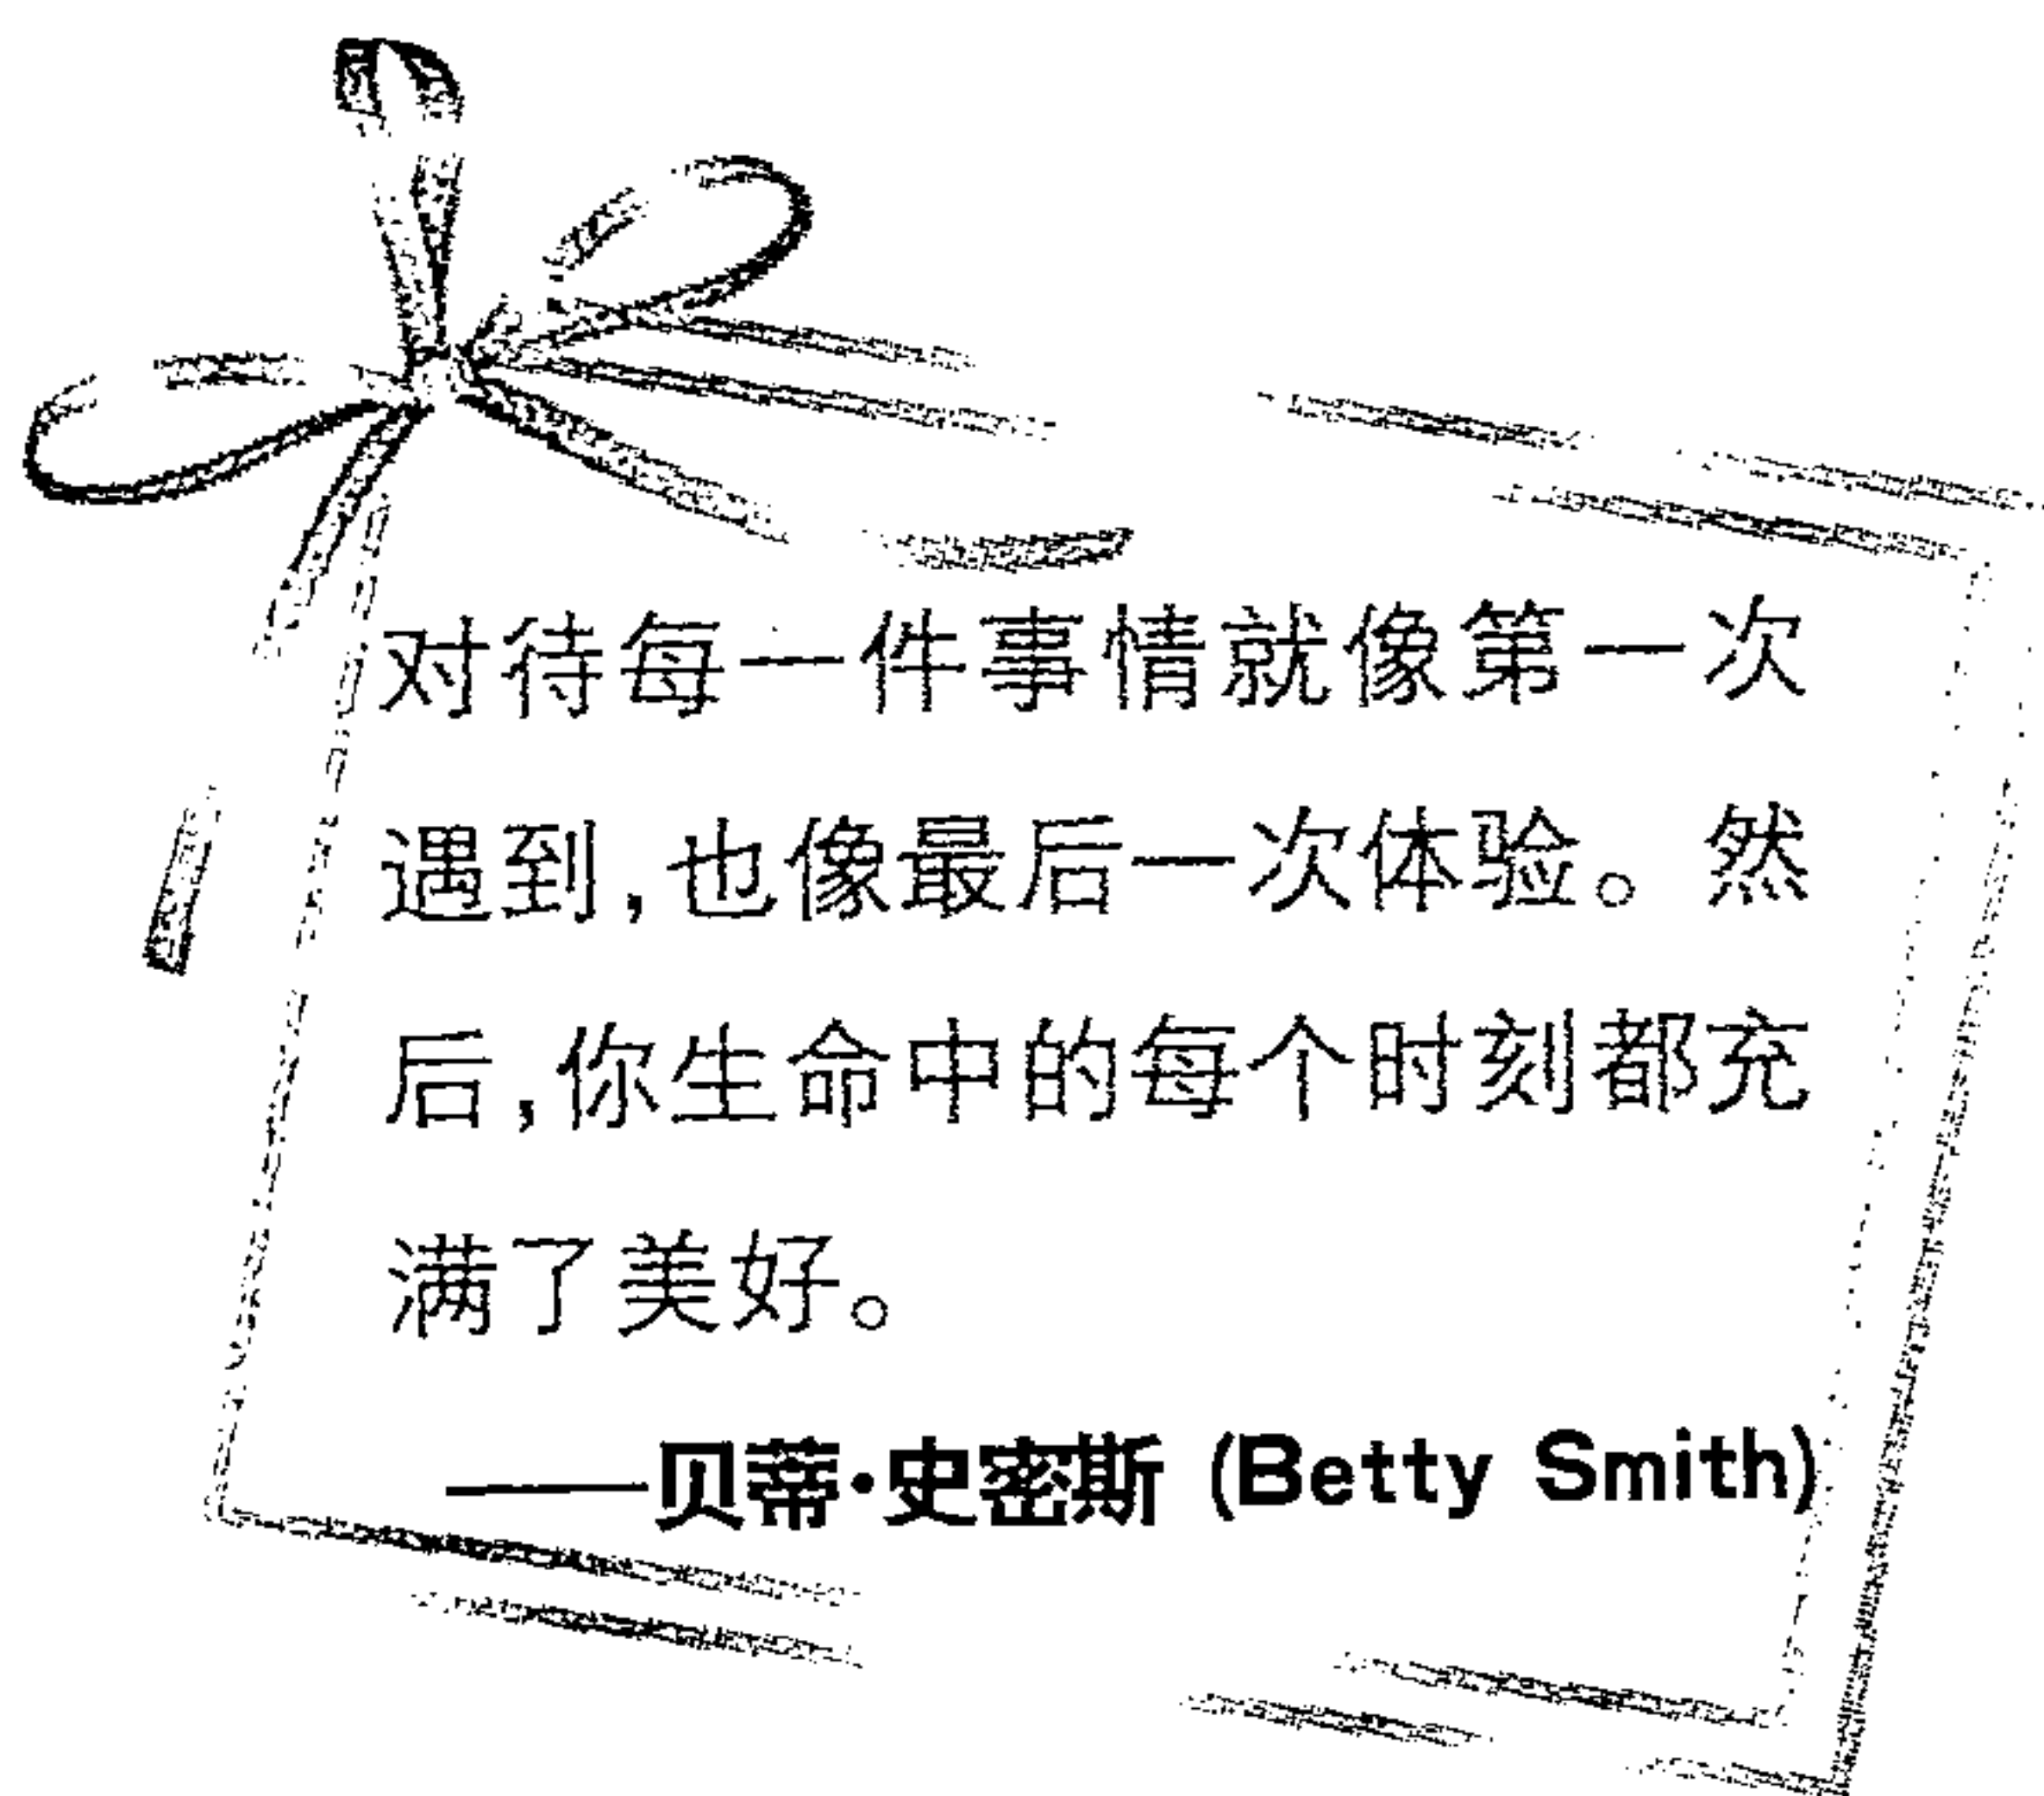 对待每一件事情就像第一次
遇到，也像最后一次体验。然
后，你生命中的每个时刻都充
满了美好。
——贝蒂·史密斯 (Betty Smith)